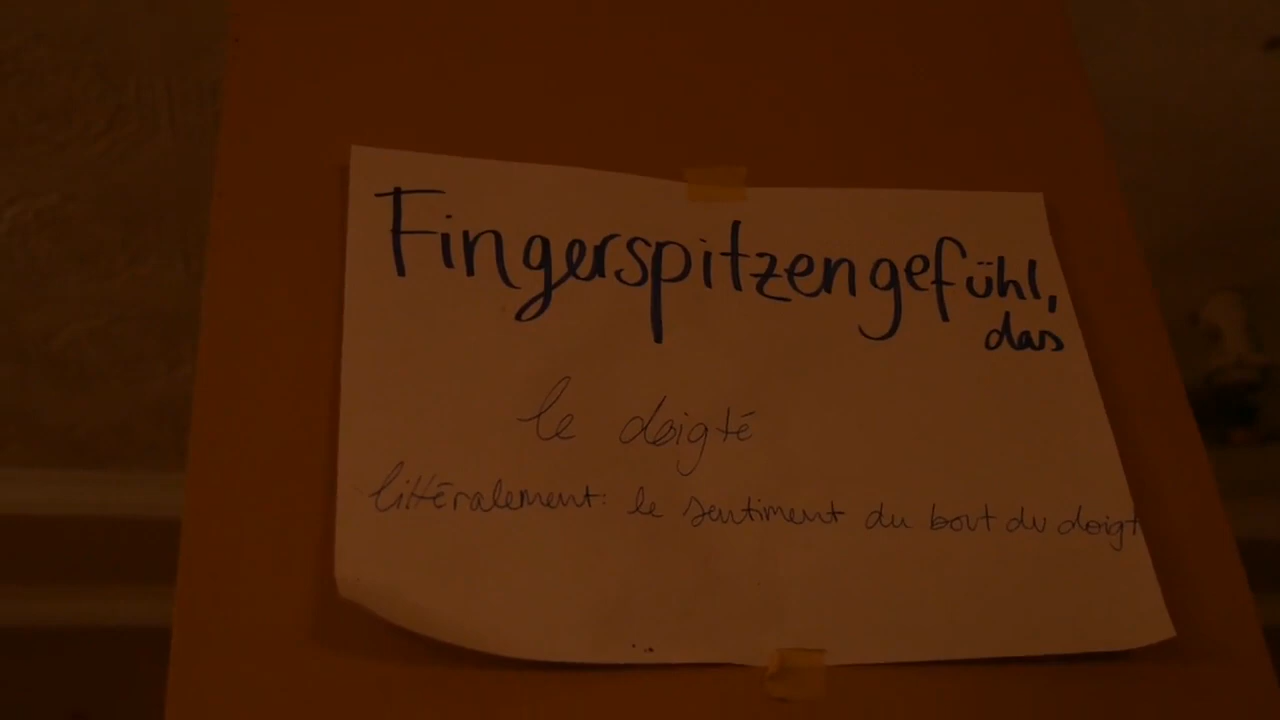 Fingerspitzengefühl,
das
le doigté
littéralement: le sentiment du bout du doigt